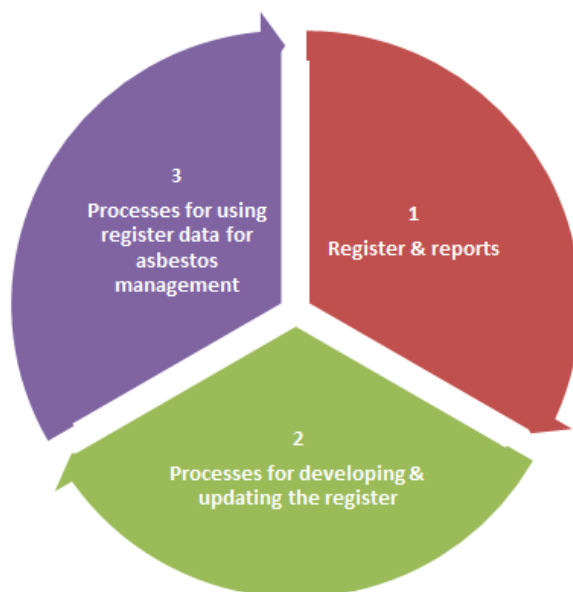 1
Register & reports
2
Processes for developing &
updating the register
3
Processes for using
register data for
asbestos
management